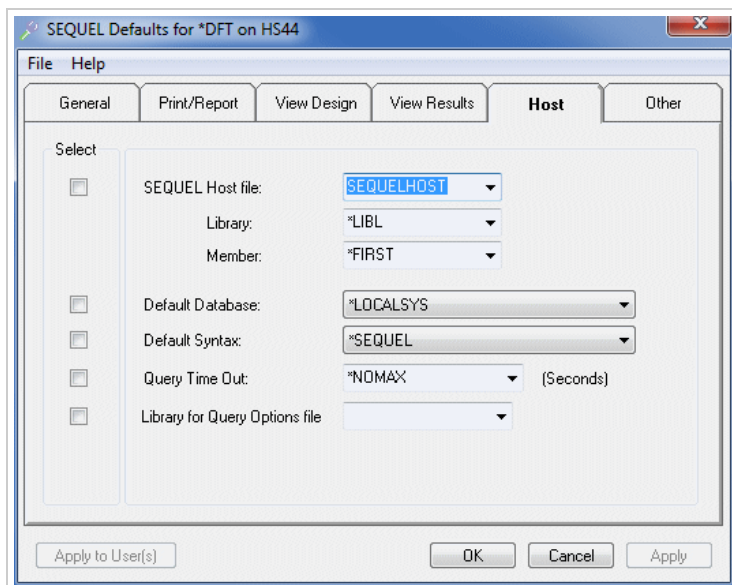 SEQUEL Defaults for *DFT on HS44
x
File Help
General Print/Report View Design View Results Host Other
Select
SEQUEL Host file: SEQUELHOST
Library: *LIBL
Member: *FIRST
Default Database: *LOCALSYS
Default Syntax: *SEQUEL
Query Time Out: *NOMAX (Seconds)
Library for Query Options file
Apply to User(s) OK Cancel Apply